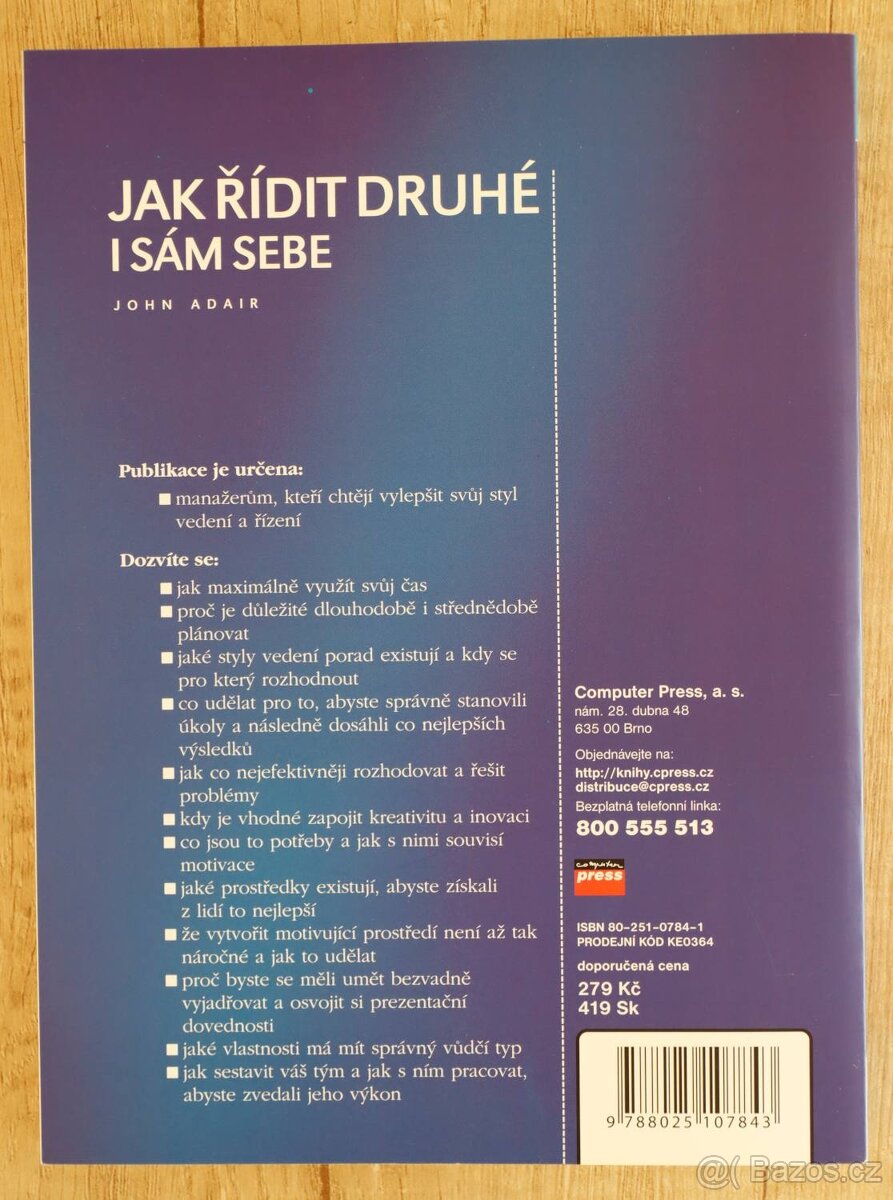 JAK ŘÍDIT DRUHÉ
I SÁM SEBE
JOHN ADAIR
Publikace je určena:
manažerům, kteří chtějí vylepšit svůj styl
vedení a řízení
Dozvíte se:
jak maximálně využít svůj čas
proč je důležité dlouhodobě i střednědobě
plánovat
jaké styly vedení porad existují a kdy se
pro který rozhodnout
co udělat pro to, abyste správně stanovili
úkoly a následně dosáhli co nejlepších
výsledků
jak co nejefektivněji rozhodovat a řešit
problémy
kdy je vhodné zapojit kreativitu a inovaci
co jsou to potřeby a jak s nimi souvisí
motivace
jaké prostředky existují, abyste získali
z lidí to nejlepší
že vytvořit motivující prostředí není až tak
náročné a jak to udělat
proč byste se měli umět bezvadně
vyjadřovat a osvojit si prezentační
dovednosti
jaké vlastnosti má mít správný vůdčí typ
jak sestavit váš tým a jak s ním pracovat,
abyste zvedali jeho výkon
Computer Press, a. s.
nám. 28. dubna 48
635 00 Brno
Objednávejte na:
http://knihy.cpress.cz
distribuce@cpress.cz
Bezplatná telefonní linka:
800 555 513
computer
press
ISBN 80-251-0784-1
PRODEJNÍ KÓD KE0364
doporučená cena
279 Kč
419 Sk
9 788025 107843
@( Bazos.cz